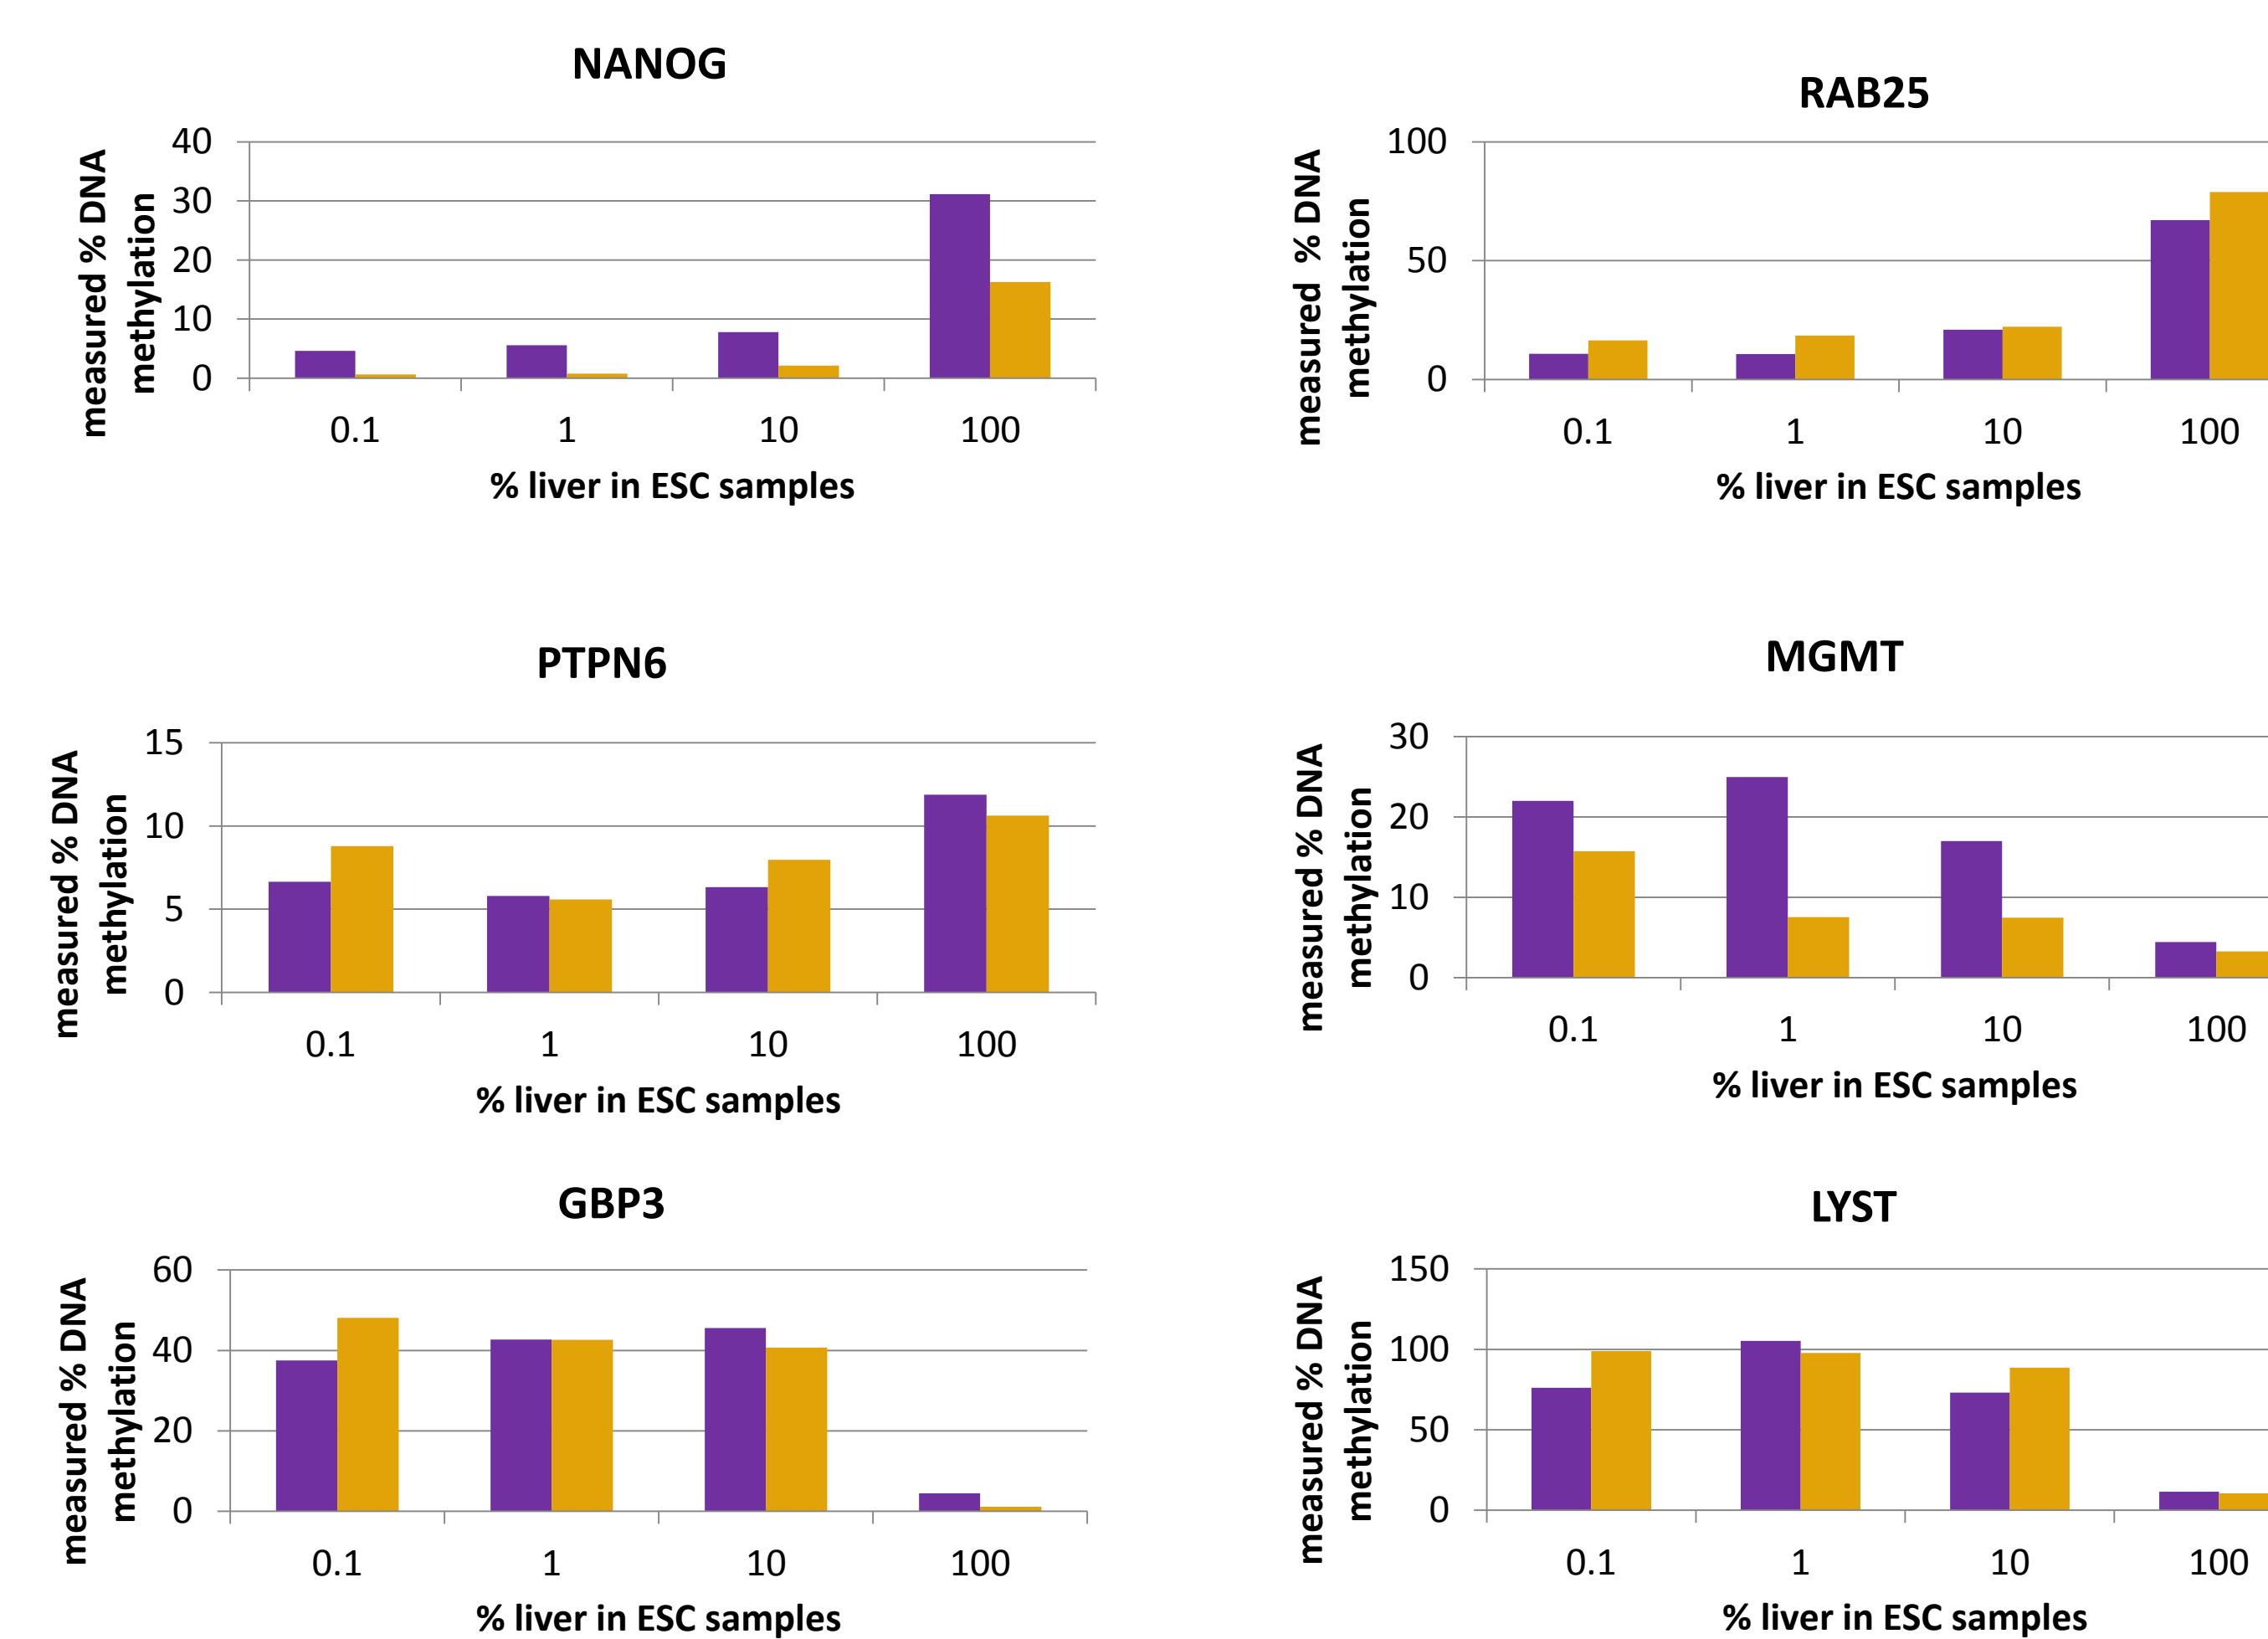 NANOG
measured % DNA
methylation
40
30
20
10
0
0.1 1 10 100
% liver in ESC samples
RAB25
measured % DNA
methylation
100
50
0
0.1 1 10 100
% liver in ESC samples
PTPN6
measured % DNA
methylation
15
10
5
0
0.1 1 10 100
% liver in ESC samples
MGMT
measured % DNA
methylation
30
20
10
0
0.1 1 10 100
% liver in ESC samples
GBP3
measured % DNA
methylation
60
40
20
0
0.1 1 10 100
% liver in ESC samples
LYST
measured % DNA
methylation
150
100
50
0
0.1 1 10 100
% liver in ESC samples